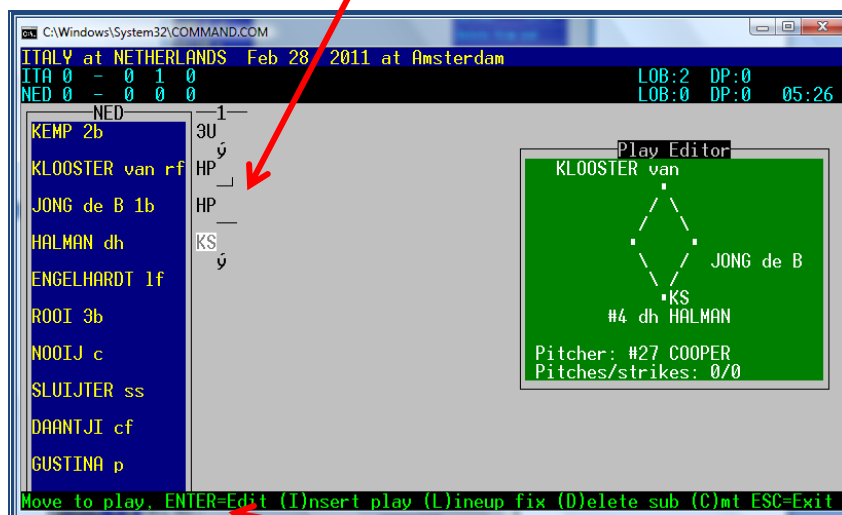 C:\Windows\System32\COMMAND.COM
ITALY at NETHERLANDS Feb 28, 2011 at Amsterdam
ITA 0 - 0 1 0 LOB:2 DP:0
NED 0 - 0 0 0 LOB:0 DP:0 05:26
NED 1
KEMP 2b 3U
ý
KLOOSTER van rf HP
JONG de B 1b HP
HALMAN dh KS
ý
ENGELHARDT lf
ROOI 3b
NOOIJ c
SLUIJTER ss
DAANTJI cf
GUSTINA p
Play Editor
KLOOSTER van
JONG de B
KS
#4 dh HALMAN
Pitcher: #27 COOPER
Pitches/strikes: 0/0
Move to play, ENTER=Edit (I)nsert play (L)ineup fix (D)elete sub (C)mt ESC=Exit